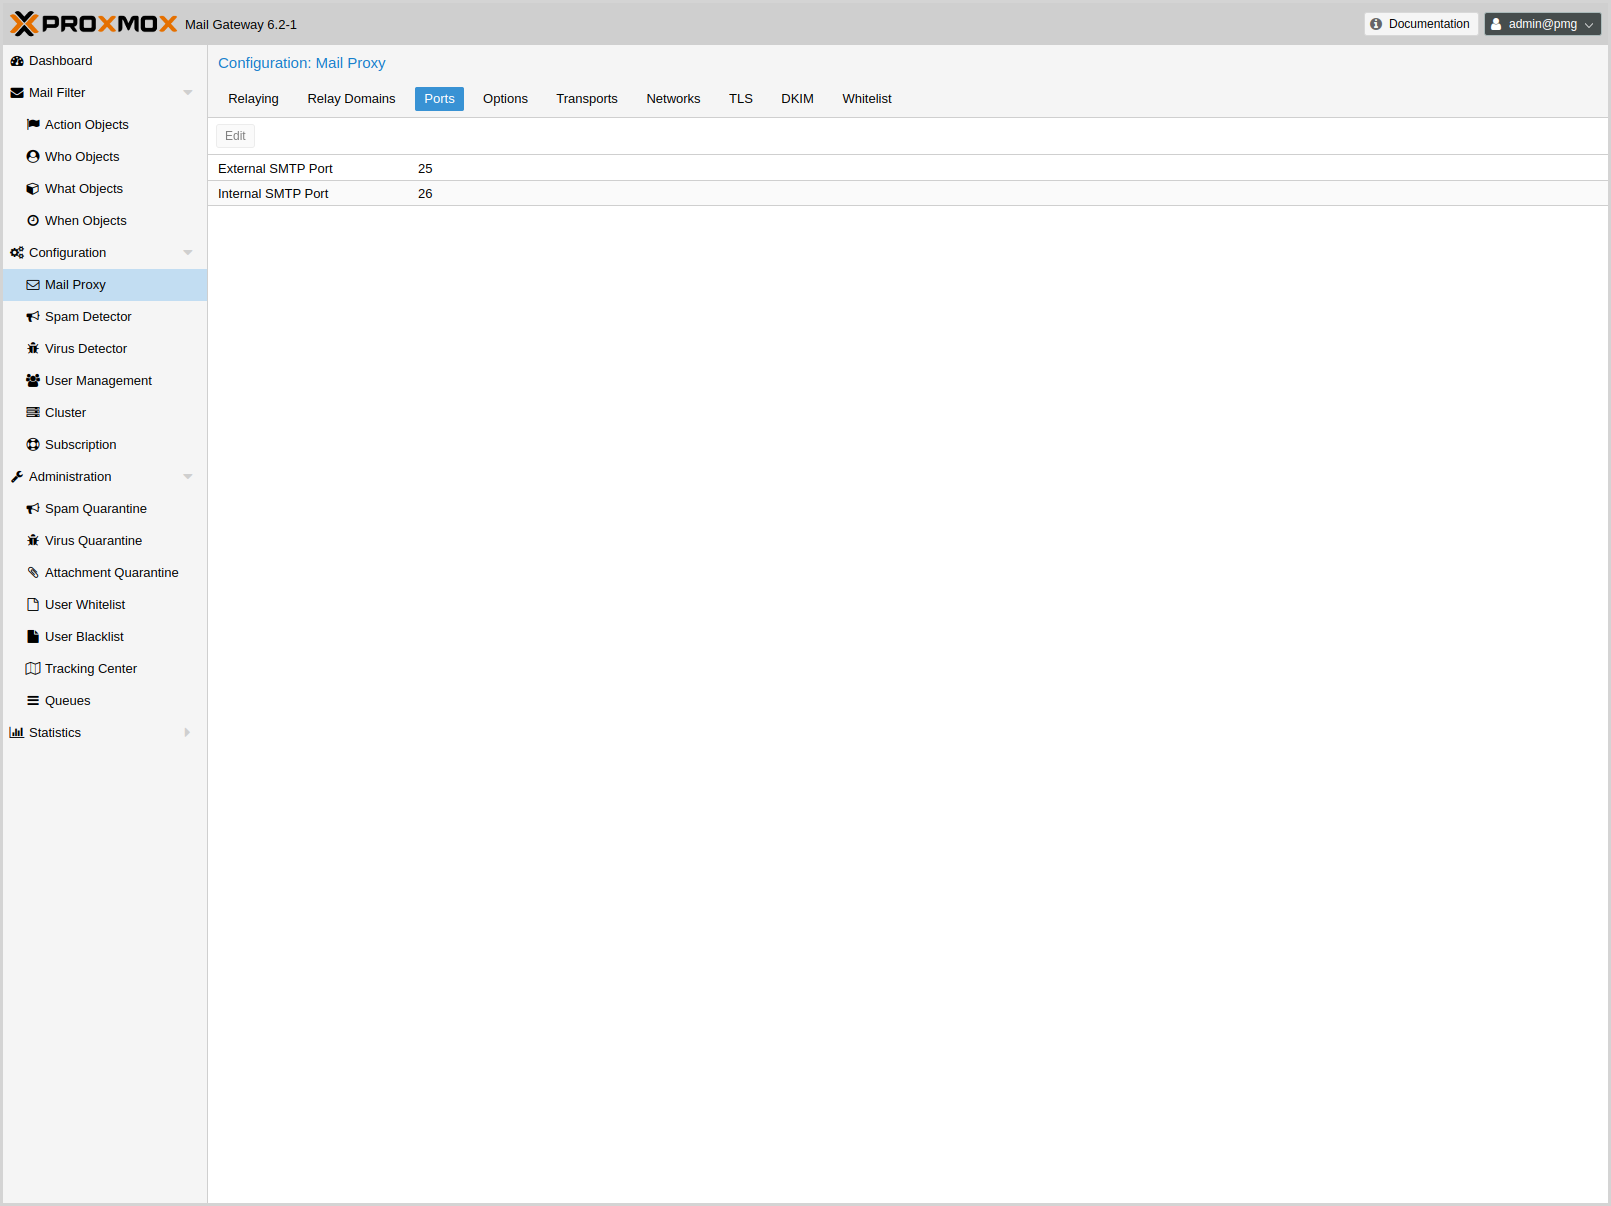 PROXMOX Mail Gateway 6.2-1
Documentation
admin@pmg
Dashboard
Mail Filter
Action Objects
Who Objects
What Objects
When Objects
Configuration
Mail Proxy
Spam Detector
Virus Detector
User Management
Cluster
Subscription
Administration
Spam Quarantine
Virus Quarantine
Attachment Quarantine
User Whitelist
User Blacklist
Tracking Center
Queues
Statistics
Configuration: Mail Proxy
Relaying Relay Domains Ports Options Transports Networks TLS DKIM Whitelist
Edit
External SMTP Port 25
Internal SMTP Port 26